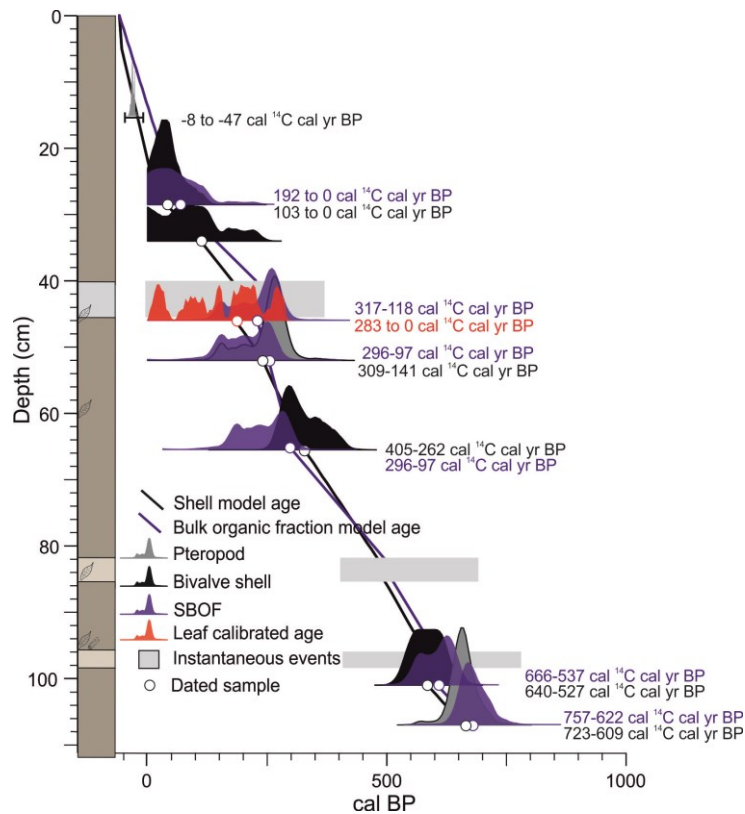 0
20
40
60
80
100
Depth (cm)
-8 to -47 cal ¹⁴C cal yr BP
192 to 0 cal ¹⁴C cal yr BP
103 to 0 cal ¹⁴C cal yr BP
317-118 cal ¹⁴C cal yr BP
283 to 0 cal ¹⁴C cal yr BP
296-97 cal ¹⁴C cal yr BP
309-141 cal ¹⁴C cal yr BP
405-262 cal ¹⁴C cal yr BP
296-97 cal ¹⁴C cal yr BP
Shell model age
Bulk organic fraction model age
Pteropod
Bivalve shell
SBOF
Leaf calibrated age
Instantaneous events
Dated sample
666-537 cal ¹⁴C cal yr BP
640-527 cal ¹⁴C cal yr BP
757-622 cal ¹⁴C cal yr BP
723-609 cal ¹⁴C cal yr BP
0
500
1000
cal BP